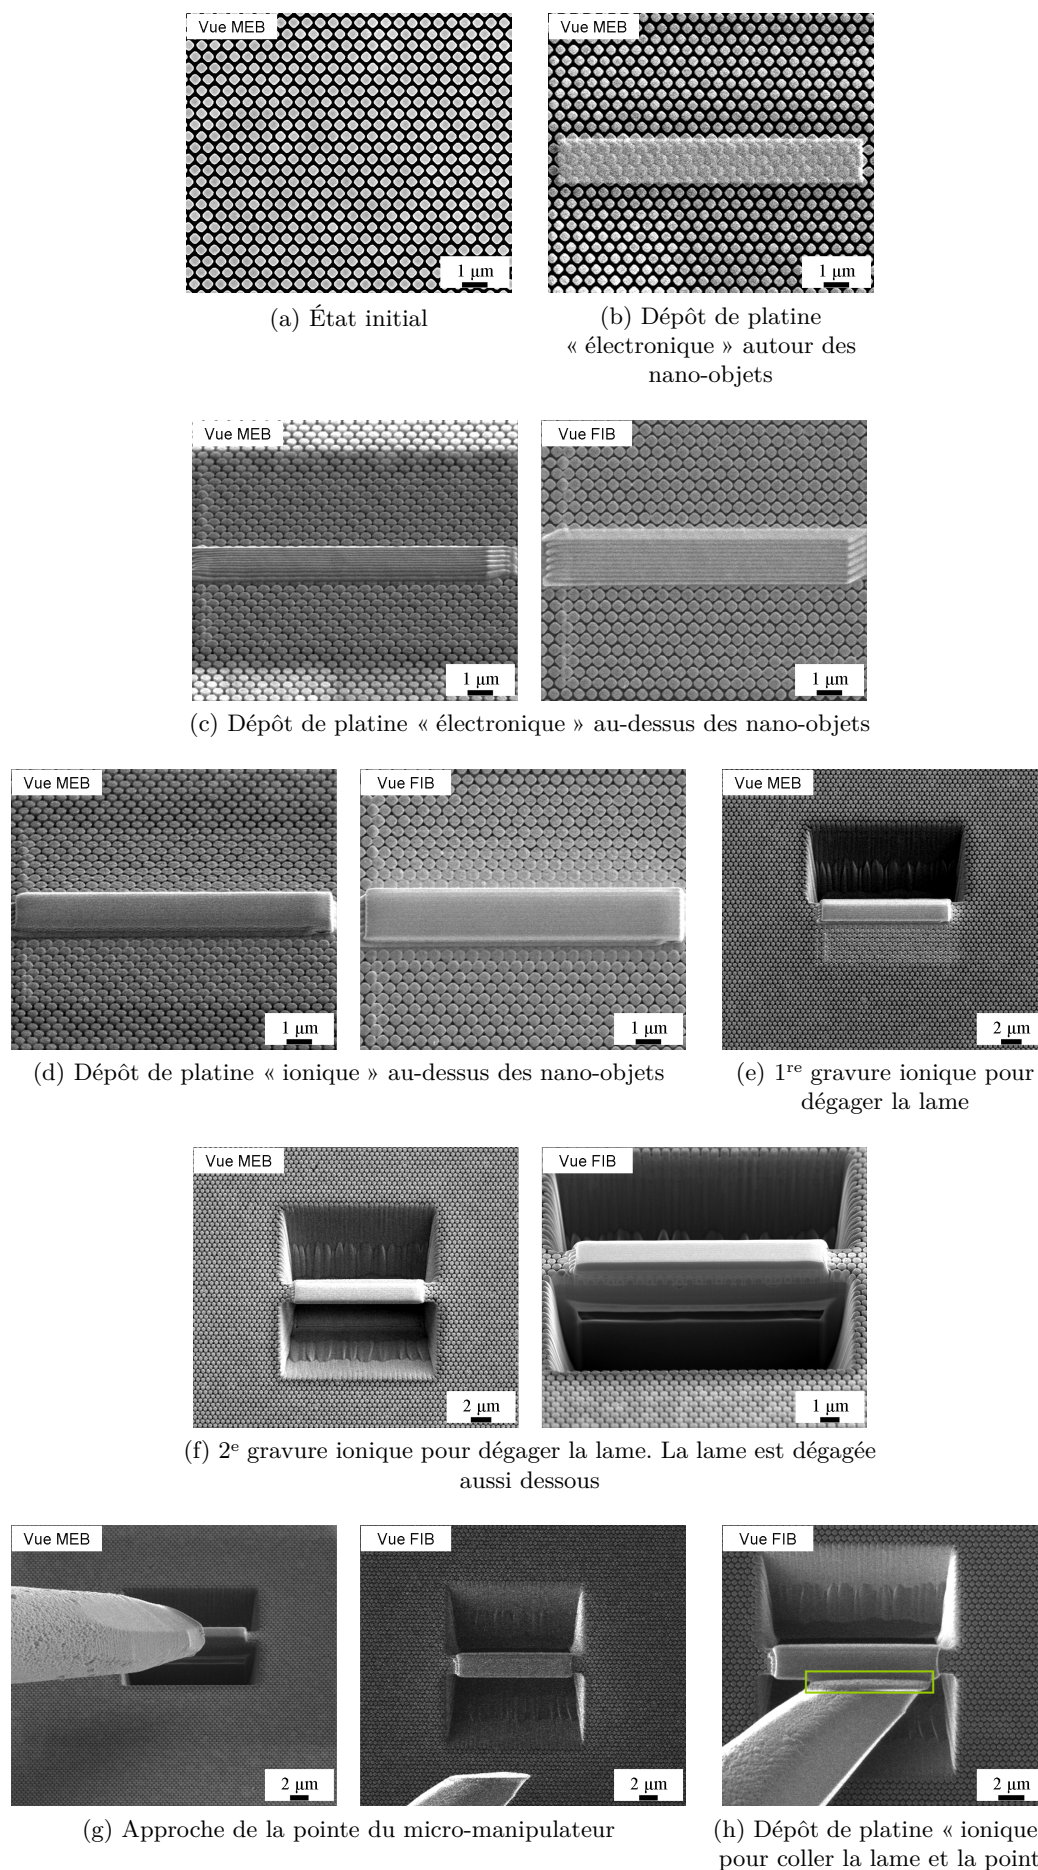 Vue MEB
1 µm
Vue MEB
1 µm
(a) État initial
(b) Dépôt de platine
« électronique » autour des
nano-objets
Vue MEB
1 µm
Vue FIB
1 µm
(c) Dépôt de platine « électronique » au-dessus des nano-objets
Vue MEB
1 µm
Vue FIB
1 µm
Vue MEB
2 µm
(d) Dépôt de platine « ionique » au-dessus des nano-objets
(e) 1re gravure ionique pour
dégager la lame
Vue MEB
2 µm
Vue FIB
1 µm
(f) 2e gravure ionique pour dégager la lame. La lame est dégagée
aussi dessous
Vue MEB
2 µm
Vue FIB
2 µm
Vue FIB
2 µm
(g) Approche de la pointe du micro-manipulateur
(h) Dépôt de platine « ionique
pour coller la lame et la point